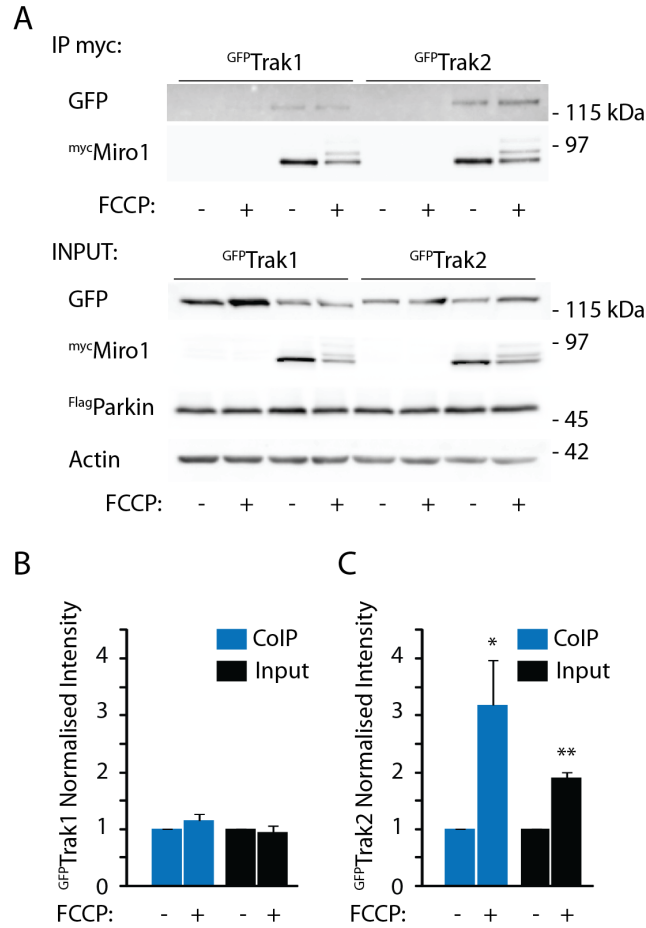 A
IP myc:
GFPTrak1 GFPTrak2
GFP
- 115 kDa
mycMiro1
- 97
FCCP: - + - + - + - +
INPUT:
GFPTrak1 GFPTrak2
GFP
- 115 kDa
mycMiro1
- 97
FlagParkin
- 45
Actin
- 42
FCCP: - + - + - + - +
B
GFPTrak1 Normalised Intensity
4
3
2
1
0
CoIP
Input
FCCP: - + - +
C
GFPTrak2 Normalised Intensity
4
3
2
1
0
CoIP
Input
*
**
FCCP: - + - +